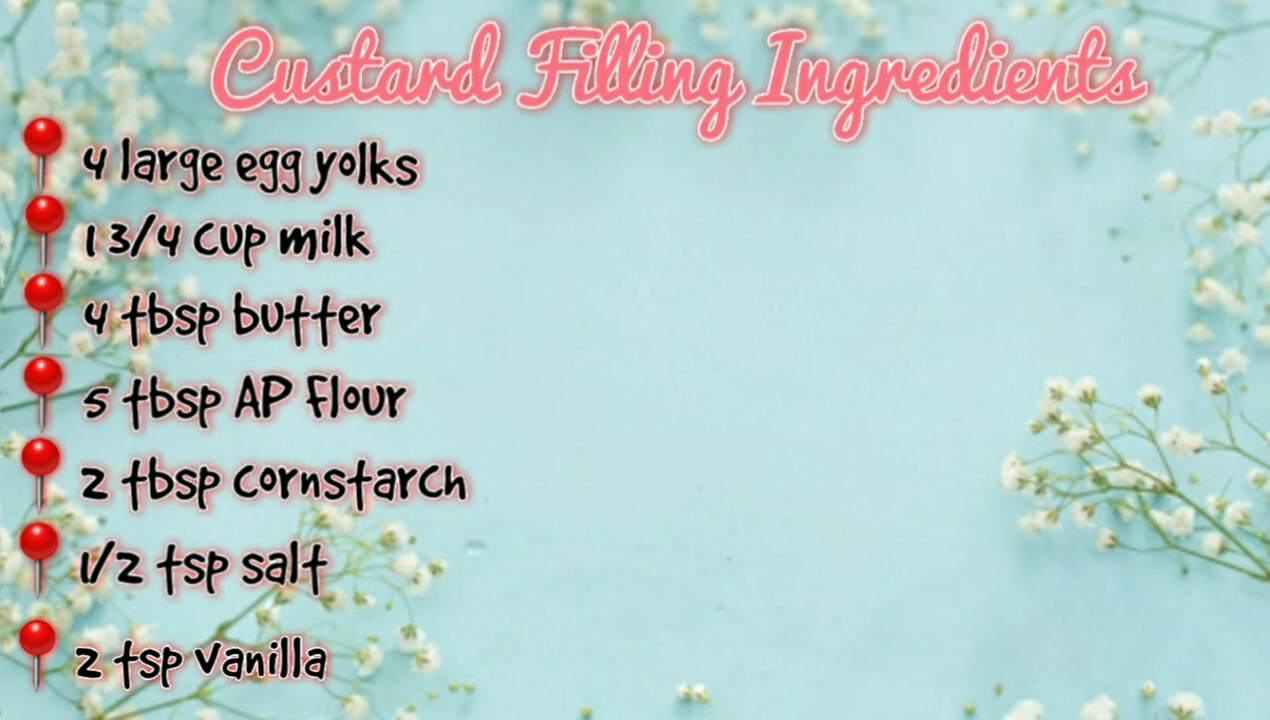 Custard Filling Ingredients
4 large egg yolks
1 3/4 cup milk
4 tbsp butter
5 tbsp AP flour
2 tbsp cornstarch
1/2 tsp salt
2 tsp vanilla